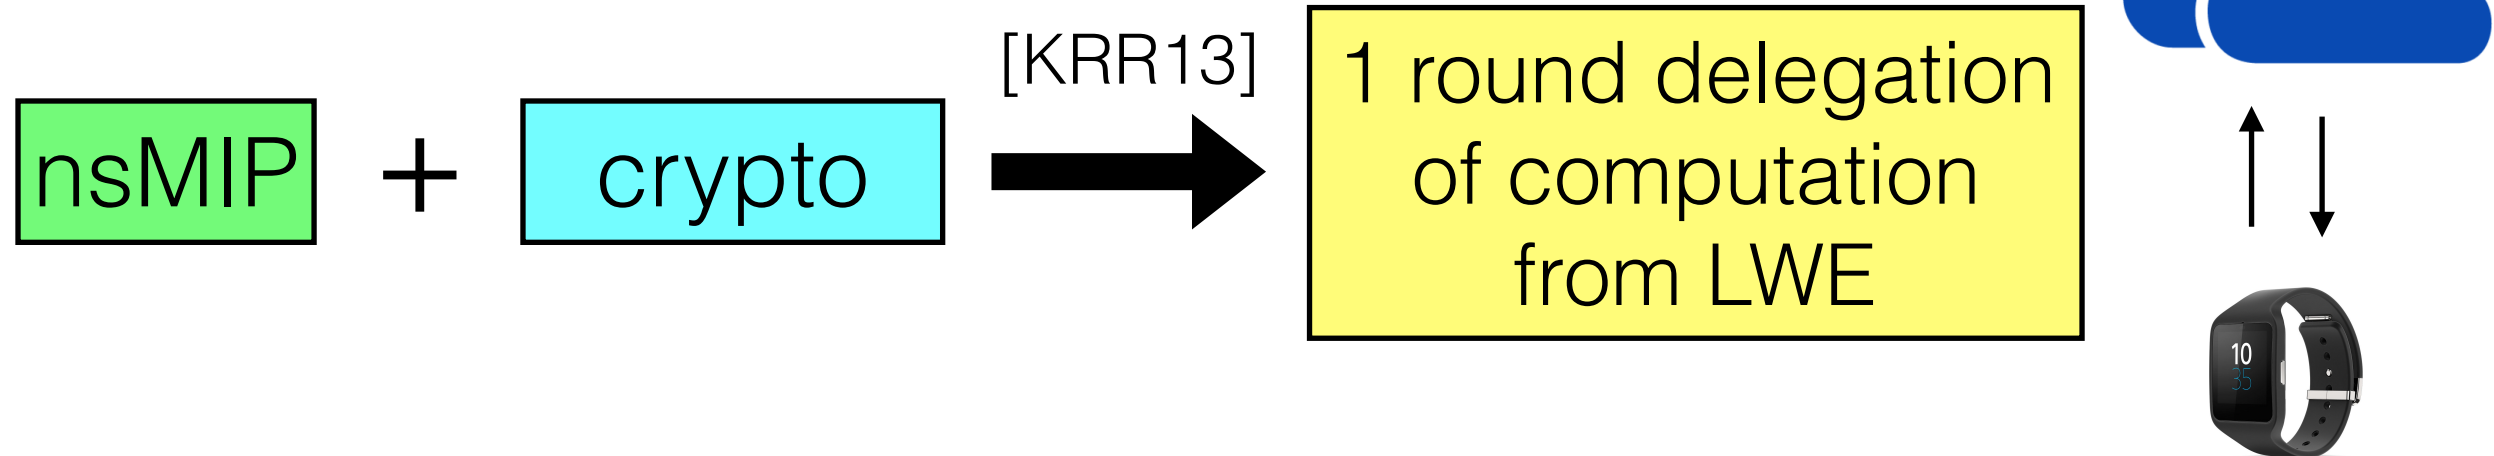 nsMIP
+
crypto
[KRR13]
1 round delegation
of computation
from LWE
10
35